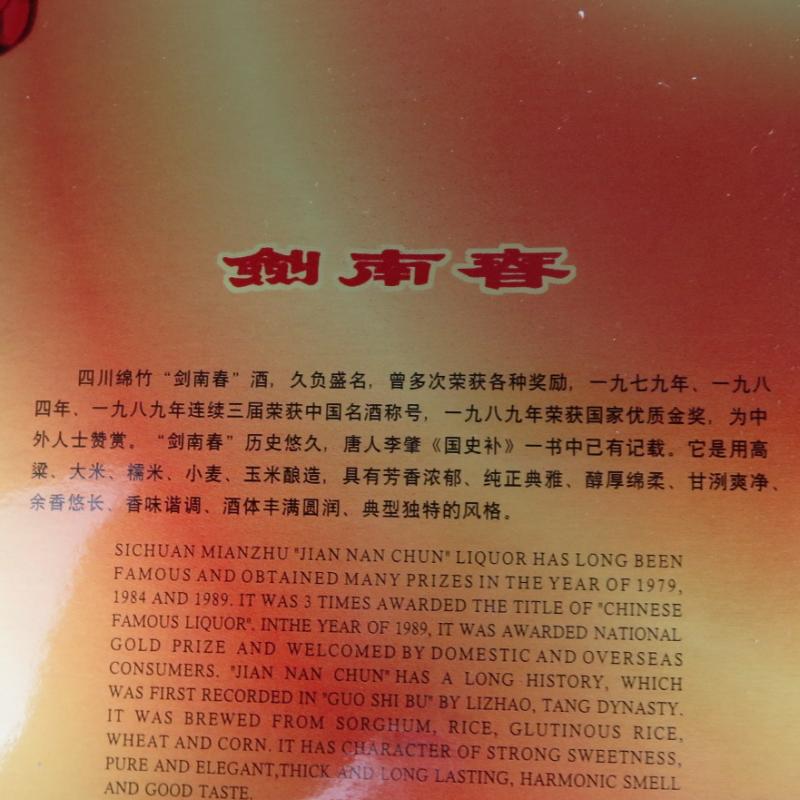 剑南春
四川绵竹“剑南春”酒，久负盛名，曾多次荣获各种奖励，一九七九年、一九八
四年、一九八九年连续三届荣获中国名酒称号，一九八九年荣获国家优质金奖，为中
外人士赞赏。“剑南春”历史悠久，唐人李肇《国史补》一书中已有记载。它是用高
粱、大米、糯米、小麦、玉米酿造，具有芳香浓郁、纯正典雅、醇厚绵柔、甘洌爽净、
余香悠长、香味谐调、酒体丰满圆润、典型独特的风格。
SICHUAN MIANZHU "JIAN NAN CHUN" LIQUOR HAS LONG BEEN
FAMOUS AND OBTAINED MANY PRIZES IN THE YEAR OF 1979,
1984 AND 1989. IT WAS 3 TIMES AWARDED THE TITLE OF "CHINESE
FAMOUS LIQUOR". INTHE YEAR OF 1989, IT WAS AWARDED NATIONAL
GOLD PRIZE AND WELCOMED BY DOMESTIC AND OVERSEAS
CONSUMERS. "JIAN NAN CHUN" HAS A LONG HISTORY, WHICH
WAS FIRST RECORDED IN "GUO SHI BU" BY LIZHAO, TANG DYNASTY.
IT WAS BREWED FROM SORGHUM, RICE, GLUTINOUS RICE,
WHEAT AND CORN. IT HAS CHARACTER OF STRONG SWEETNESS,
PURE AND ELEGANT,THICK AND LONG LASTING, HARMONIC SMELL
AND GOOD TASTE.